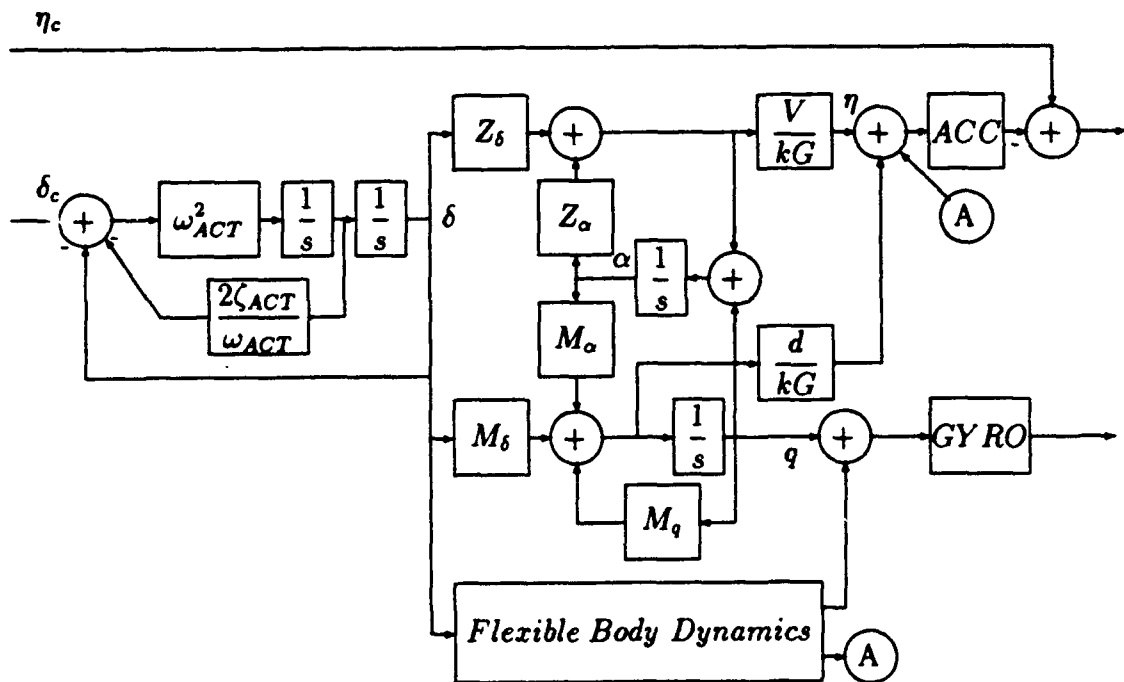 η_c
Z_δ
+
V/kG
η
+
ACC
-
+
δ_c
+
-
-
ω²_ACT
1/s
1/s
δ
Z_α
A
α
1/s
+
2ζ_ACT/ω_ACT
M_α
d/kG
M_δ
+
1/s
q
+
GYRO
M_q
Flexible Body Dynamics
A